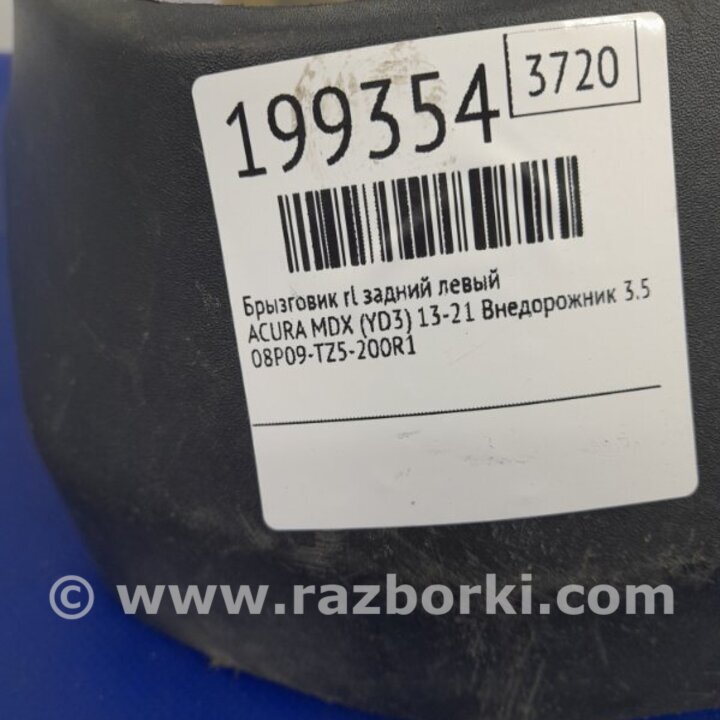 199354
3720
Брызговик rl задний левый
ACURA MDX (YD3) 13-21 Внедорожник 3.5
08P09-TZ5-200R1
© www.razborki.com